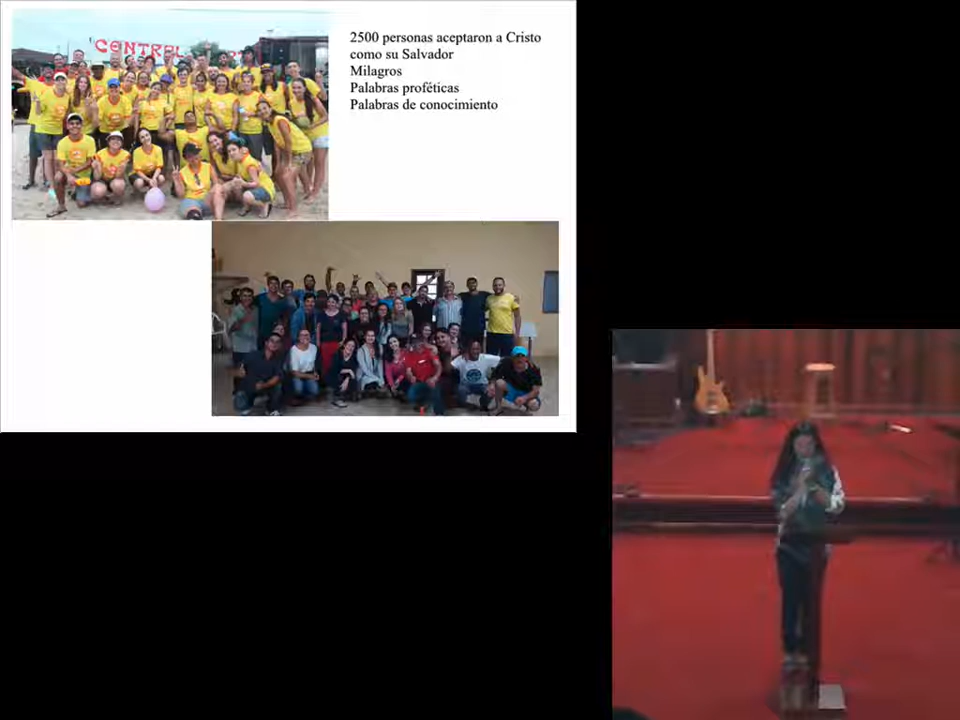 CONTROL
2500 personas aceptaron a Cristo
como su Salvador
Milagros
Palabras proféticas
Palabras de conocimiento